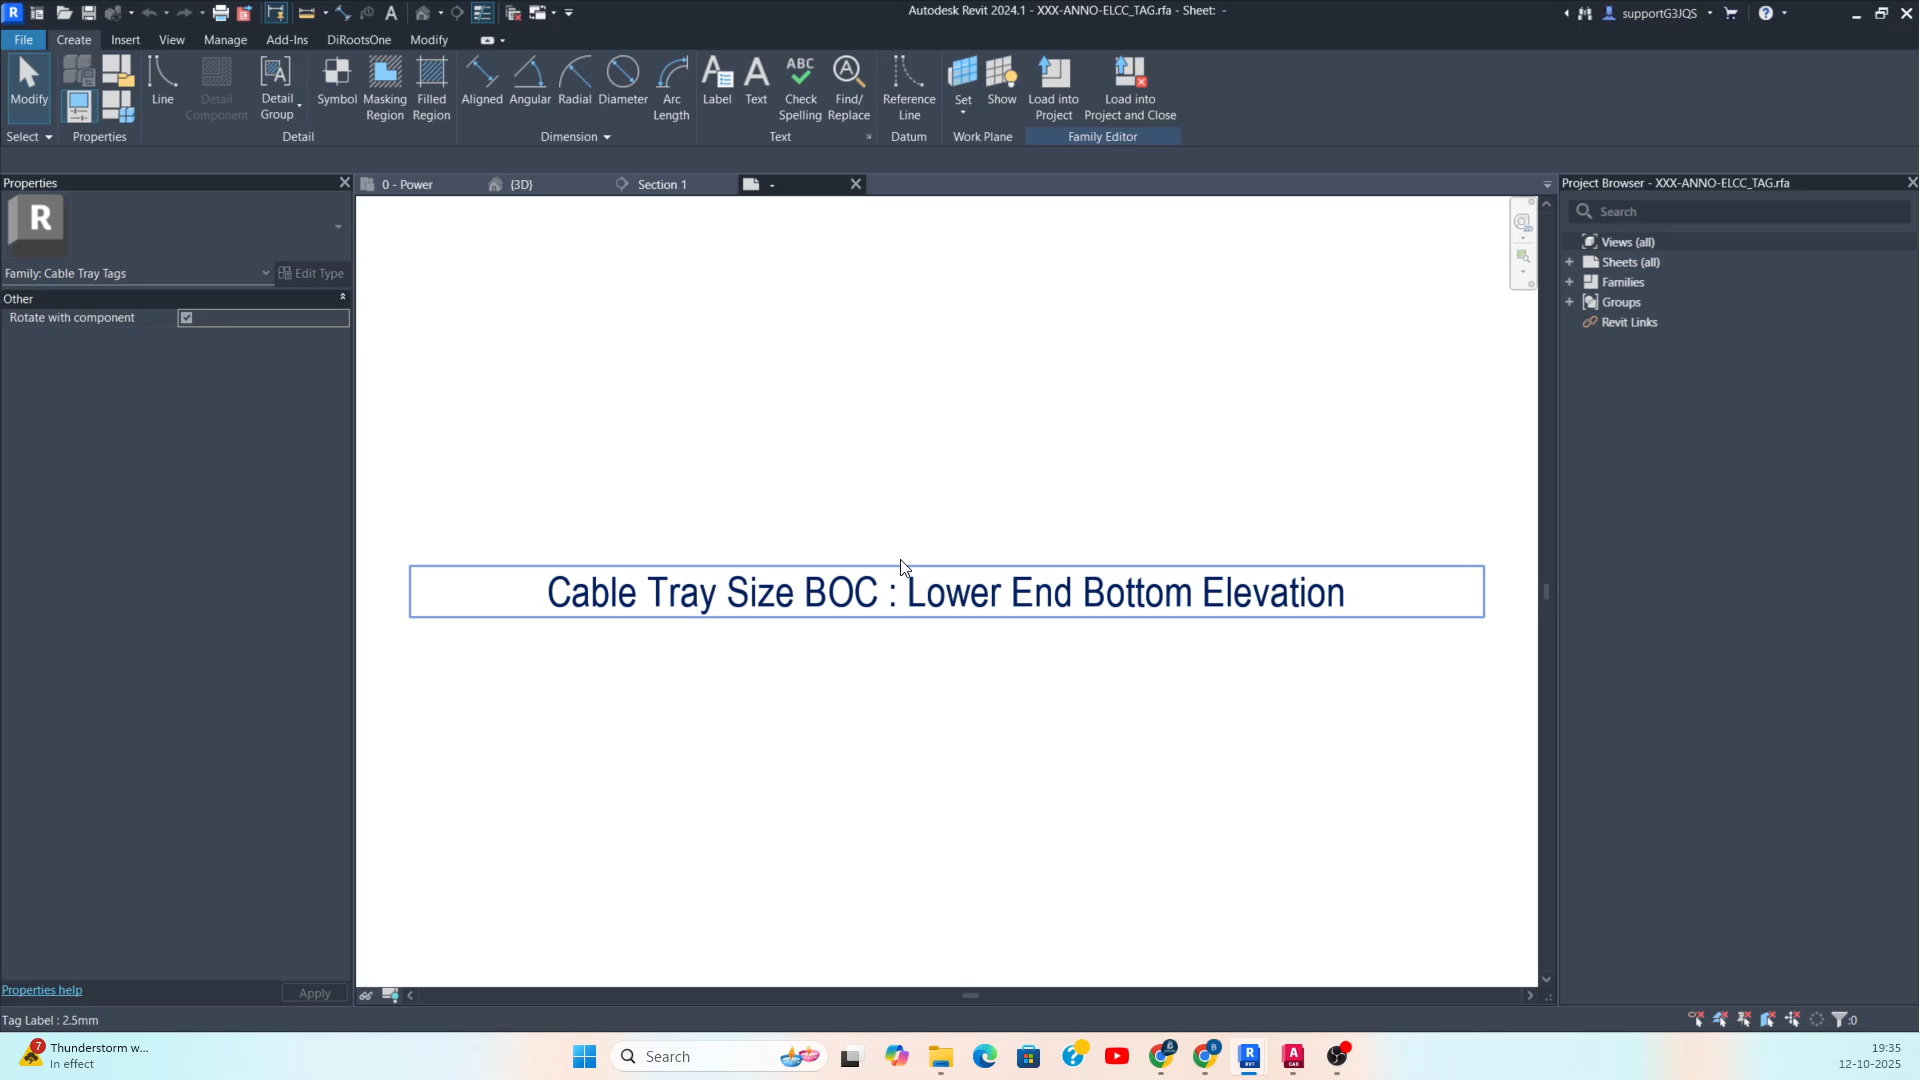 Autodesk Revit 2024.1 - XXX-ANNO-ELCC_TAG.rfa - Sheet: -
supportG3JQS
File Create Insert View Manage Add-Ins DiRootsOne Modify
Modify
Line
Detail Component
Detail Group
Symbol
Masking Region
Filled Region
Aligned
Angular
Radial
Diameter
Arc Length
Label
Text
ABC
Check Spelling
Find/ Replace
Reference Line
Set
Show
Load into Project
Load into Project and Close
Select Properties Detail Dimension Text Datum Work Plane Family Editor
Properties
0 - Power
{3D}
Section 1
-
Project Browser - XXX-ANNO-ELCC_TAG.rfa
R
Search
Family: Cable Tray Tags
Edit Type
Other
Rotate with component
Views (all)
Sheets (all)
Families
Groups
Revit Links
Cable Tray Size BOC : Lower End Bottom Elevation
Properties help
Apply
Tag Label : 2.5mm
:0
7
Thunderstorm w...
In effect
Search
19:35
12-10-2025